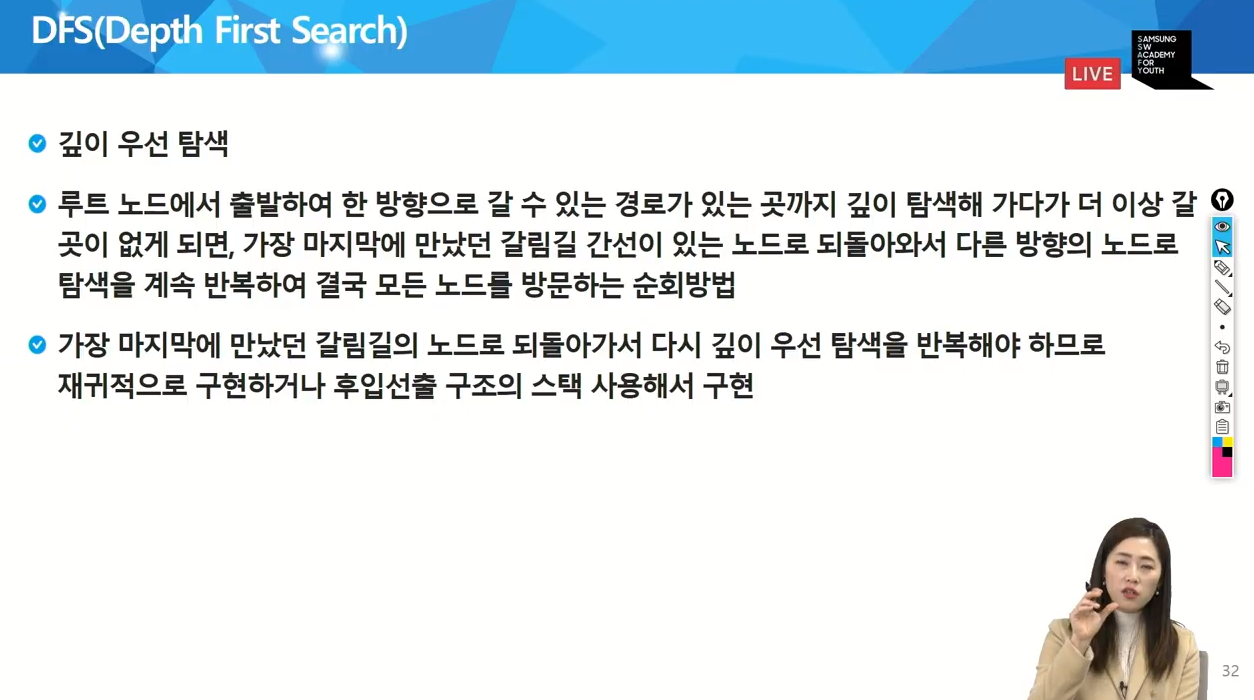 DFS(Depth First Search)
SAMSUNG
SW
ACADEMY
FOR
YOUTH
LIVE
깊이 우선 탐색
루트 노드에서 출발하여 한 방향으로 갈 수 있는 경로가 있는 곳까지 깊이 탐색해 가다가 더 이상 갈
곳이 없게 되면, 가장 마지막에 만났던 갈림길 간선이 있는 노드로 되돌아와서 다른 방향의 노드로
탐색을 계속 반복하여 결국 모든 노드를 방문하는 순회방법
가장 마지막에 만났던 갈림길의 노드로 되돌아가서 다시 깊이 우선 탐색을 반복해야 하므로
재귀적으로 구현하거나 후입선출 구조의 스택 사용해서 구현
32